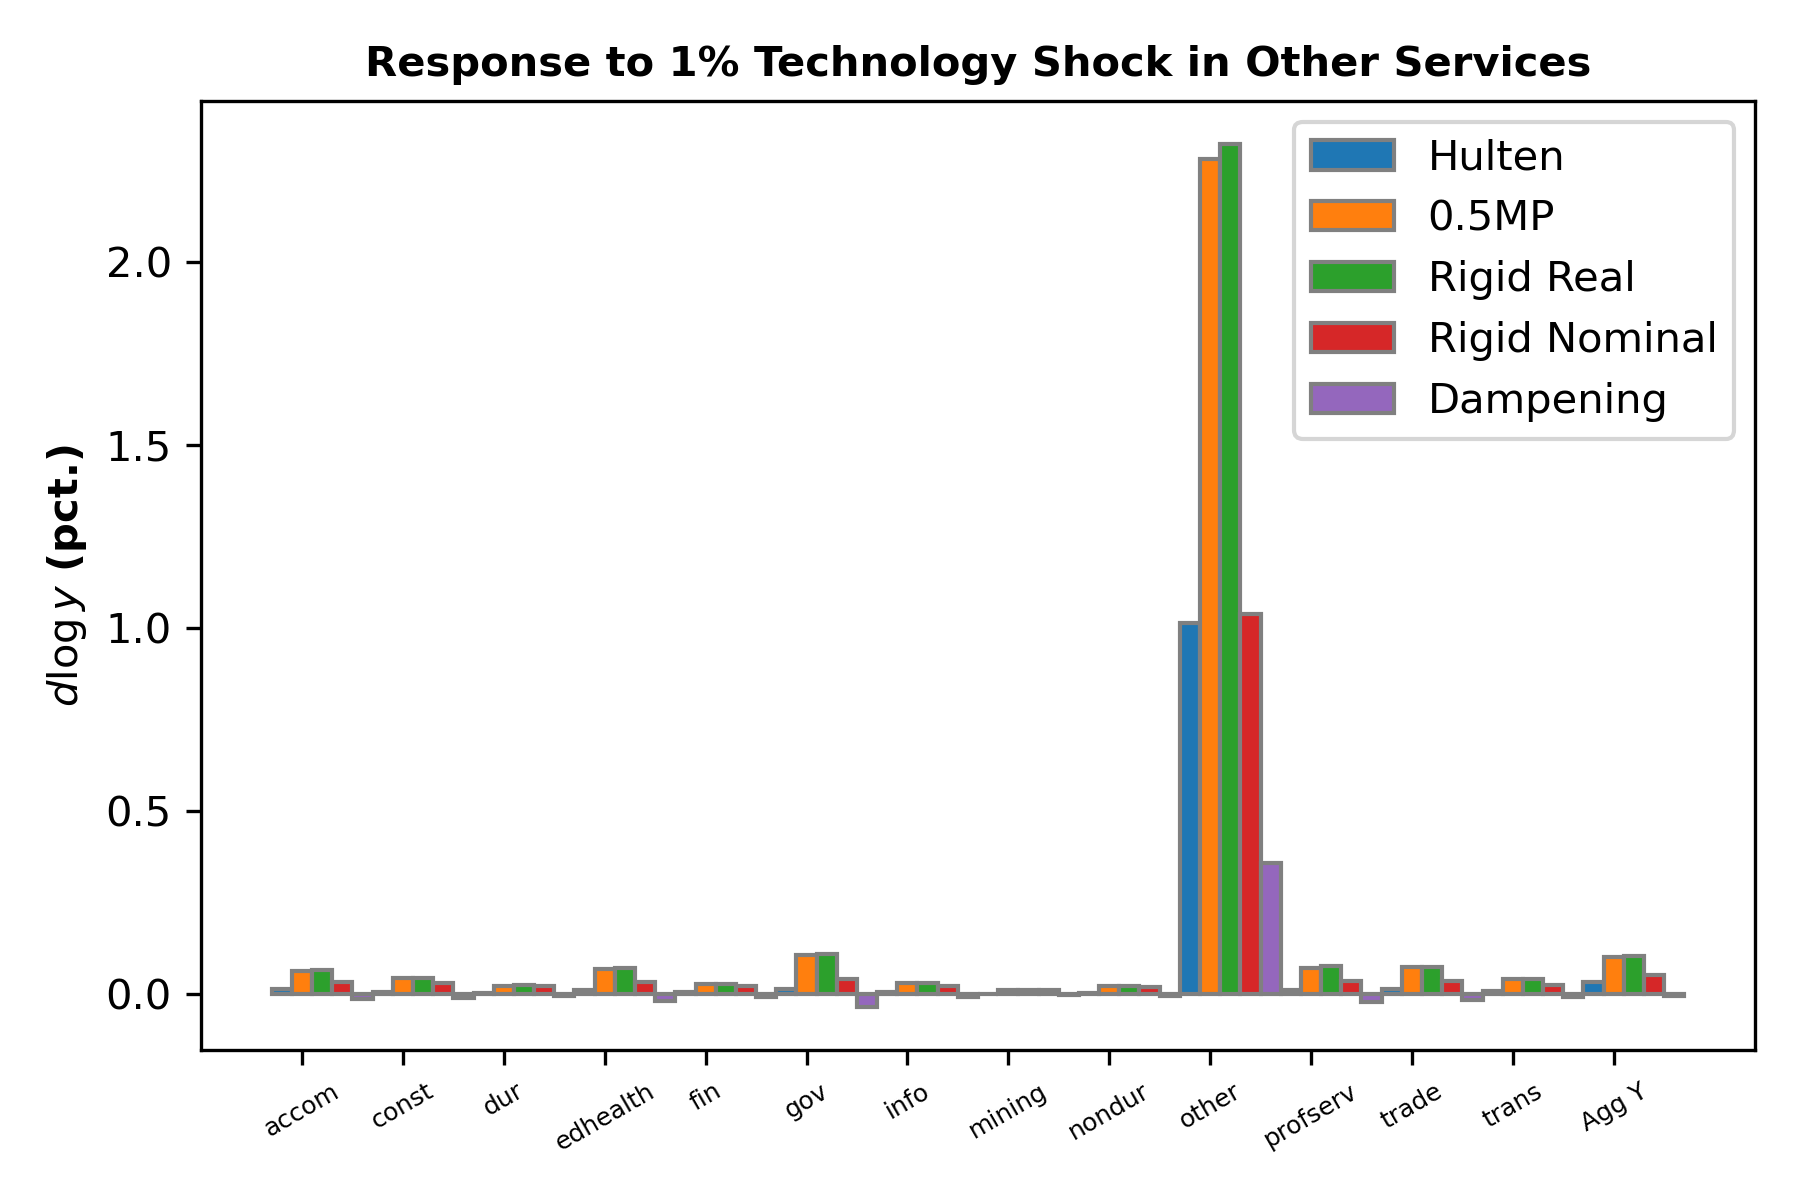 Response to 1% Technology Shock in Other Services
Hulten
0.5MP
Rigid Real
Rigid Nominal
Dampening
dlog y (pct.)
2.0
1.5
1.0
0.5
0.0
accom
const
dur
edhealth
fin
gov
info
mining
nondur
other
profserv
trade
trans
Agg Y